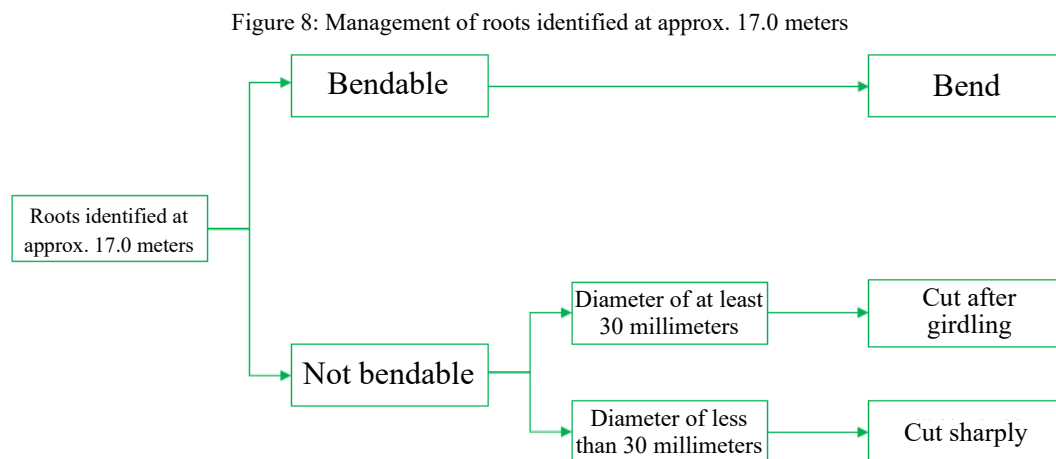 Figure 8: Management of roots identified at approx. 17.0 meters
Bendable
Bend
Roots identified at
approx. 17.0 meters
Diameter of at least
30 millimeters
Cut after
girdling
Not bendable
Diameter of less
than 30 millimeters
Cut sharply